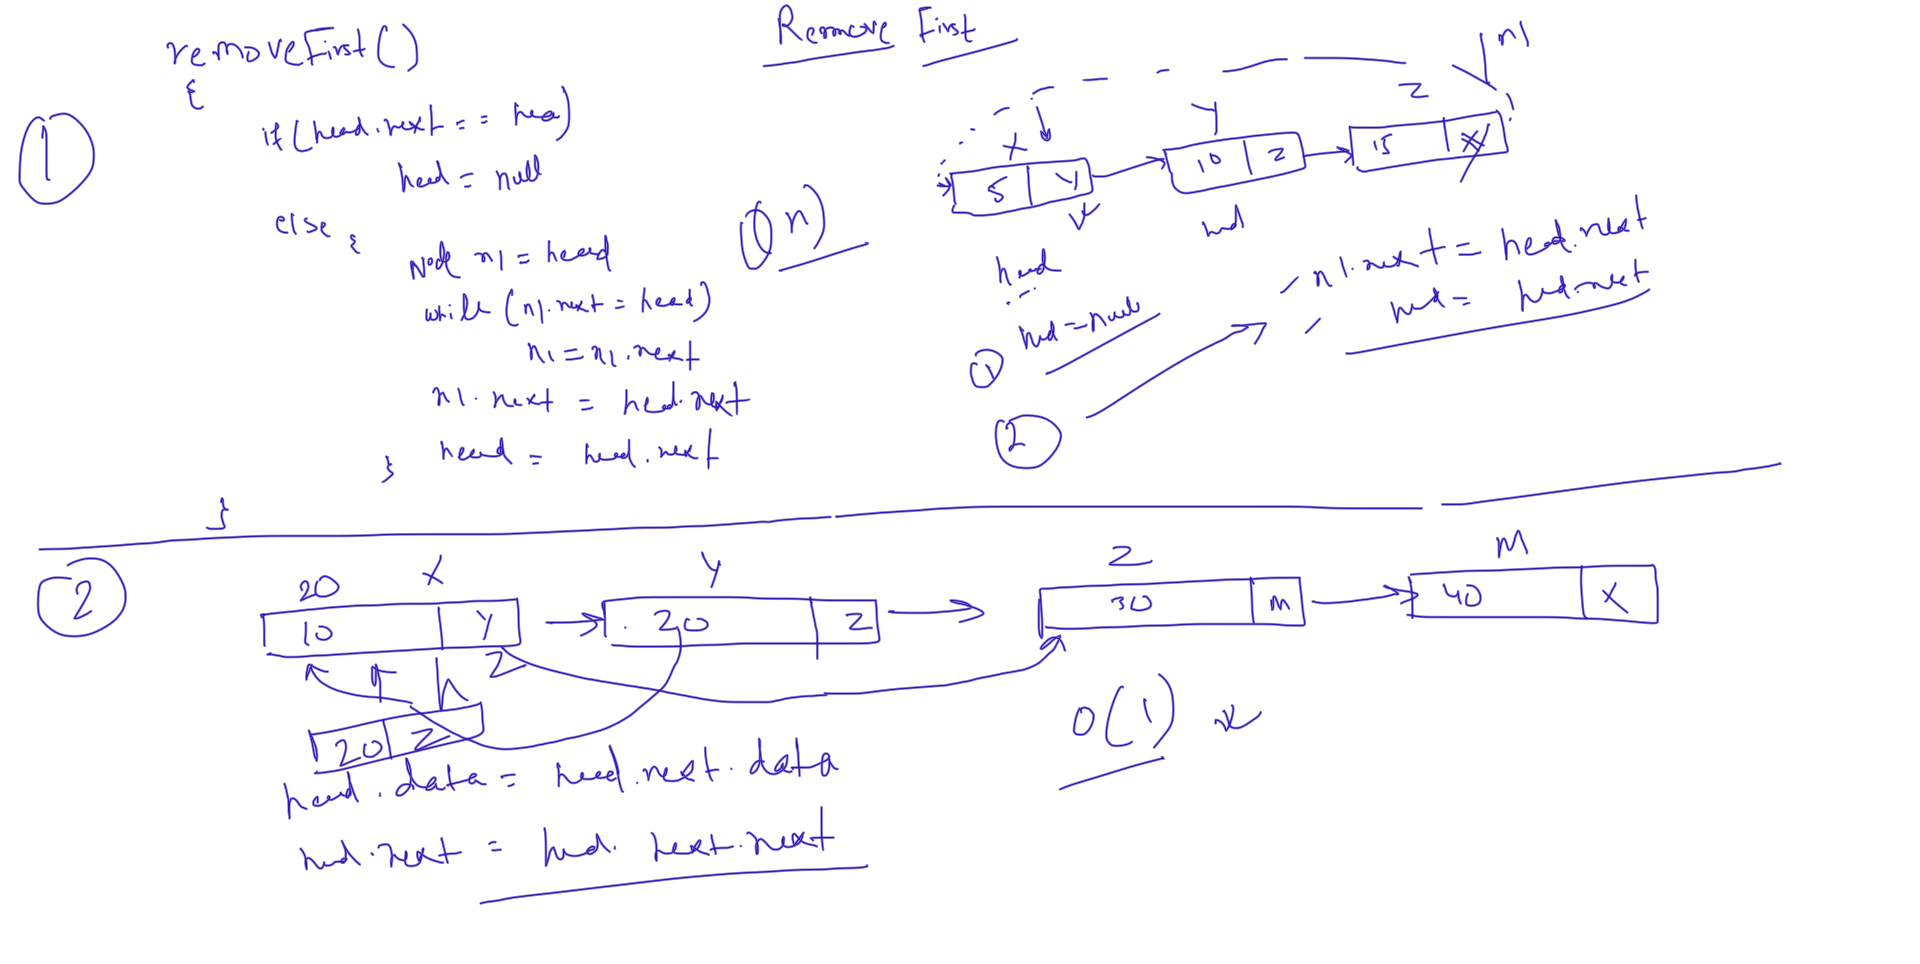 Remove First
1
removeFirst()
{
if (head.next == hea)
head = null
else {
Node n1 = head
while (n1.next = head)
n1 = n1.next
n1.next = head.next
head = head.next
}
}
O(n)
n1
X Y Z
5 Y 10 Z 15 X
head
hed
1 hed = null
2
n1.next = head.next
hed = hed.next
2
20 X Y Z M
10 Y 20 Z 30 M 40 X
Z
20 Z
head.data = head.next.data
hed.next = hed.next.next
O(1)